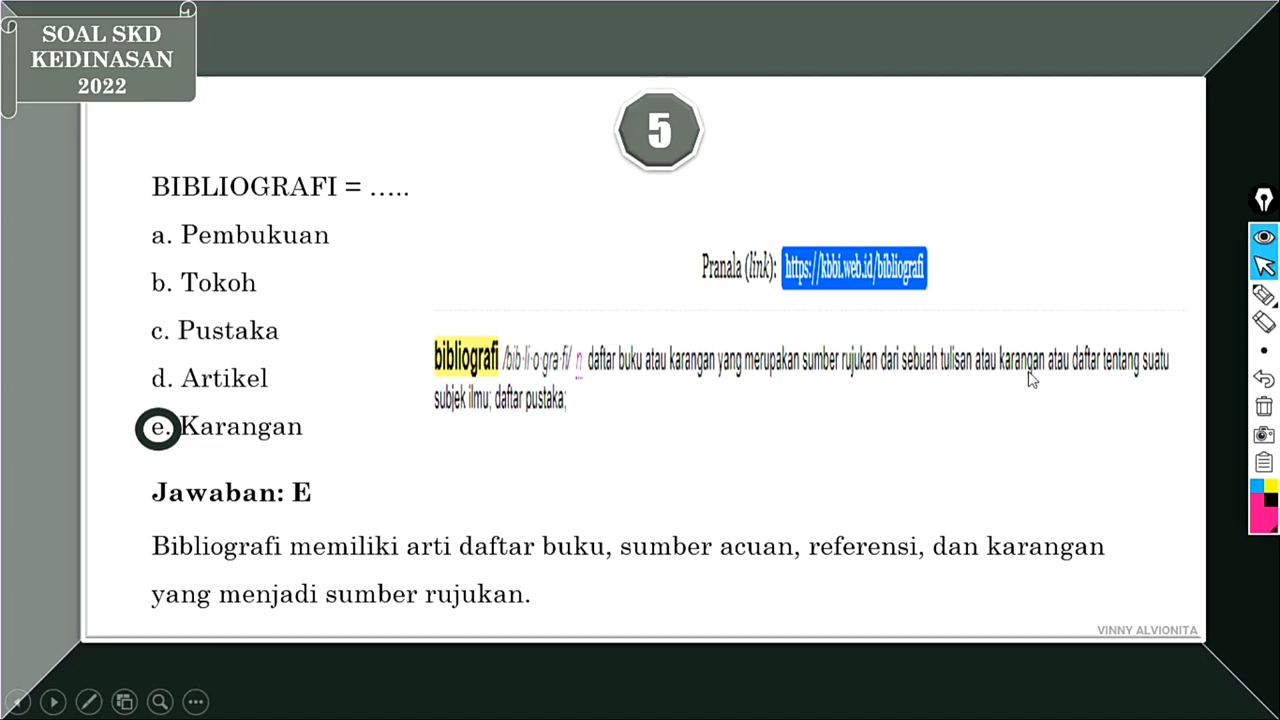 SOAL SKD
KEDINASAN
2022
5
BIBLIOGRAFI = .....
a. Pembukuan
b. Tokoh
c. Pustaka
d. Artikel
e. Karangan
Pranala (link): https://kbbi.web.id/bibliografi
bibliografi /bib·li·o·gra·fi/ n daftar buku atau karangan yang merupakan sumber rujukan dari sebuah tulisan atau karangan atau daftar tentang suatu
subjek ilmu; daftar pustaka;
Jawaban: E
Bibliografi memiliki arti daftar buku, sumber acuan, referensi, dan karangan
yang menjadi sumber rujukan.
VINNY ALVIONITA